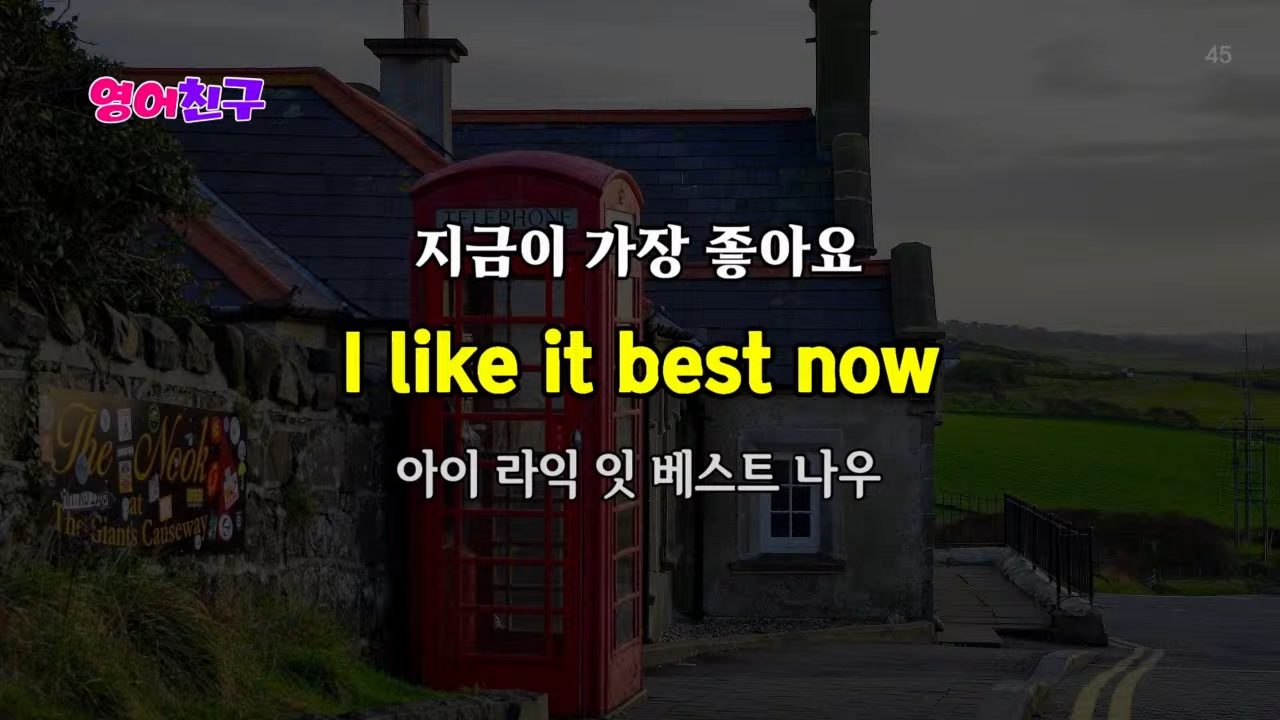 45
영어친구
TELEPHONE
지금이 가장 좋아요
I like it best now
아이 라익 잇 베스트 나우
The Nook
at
The Giants Causeway